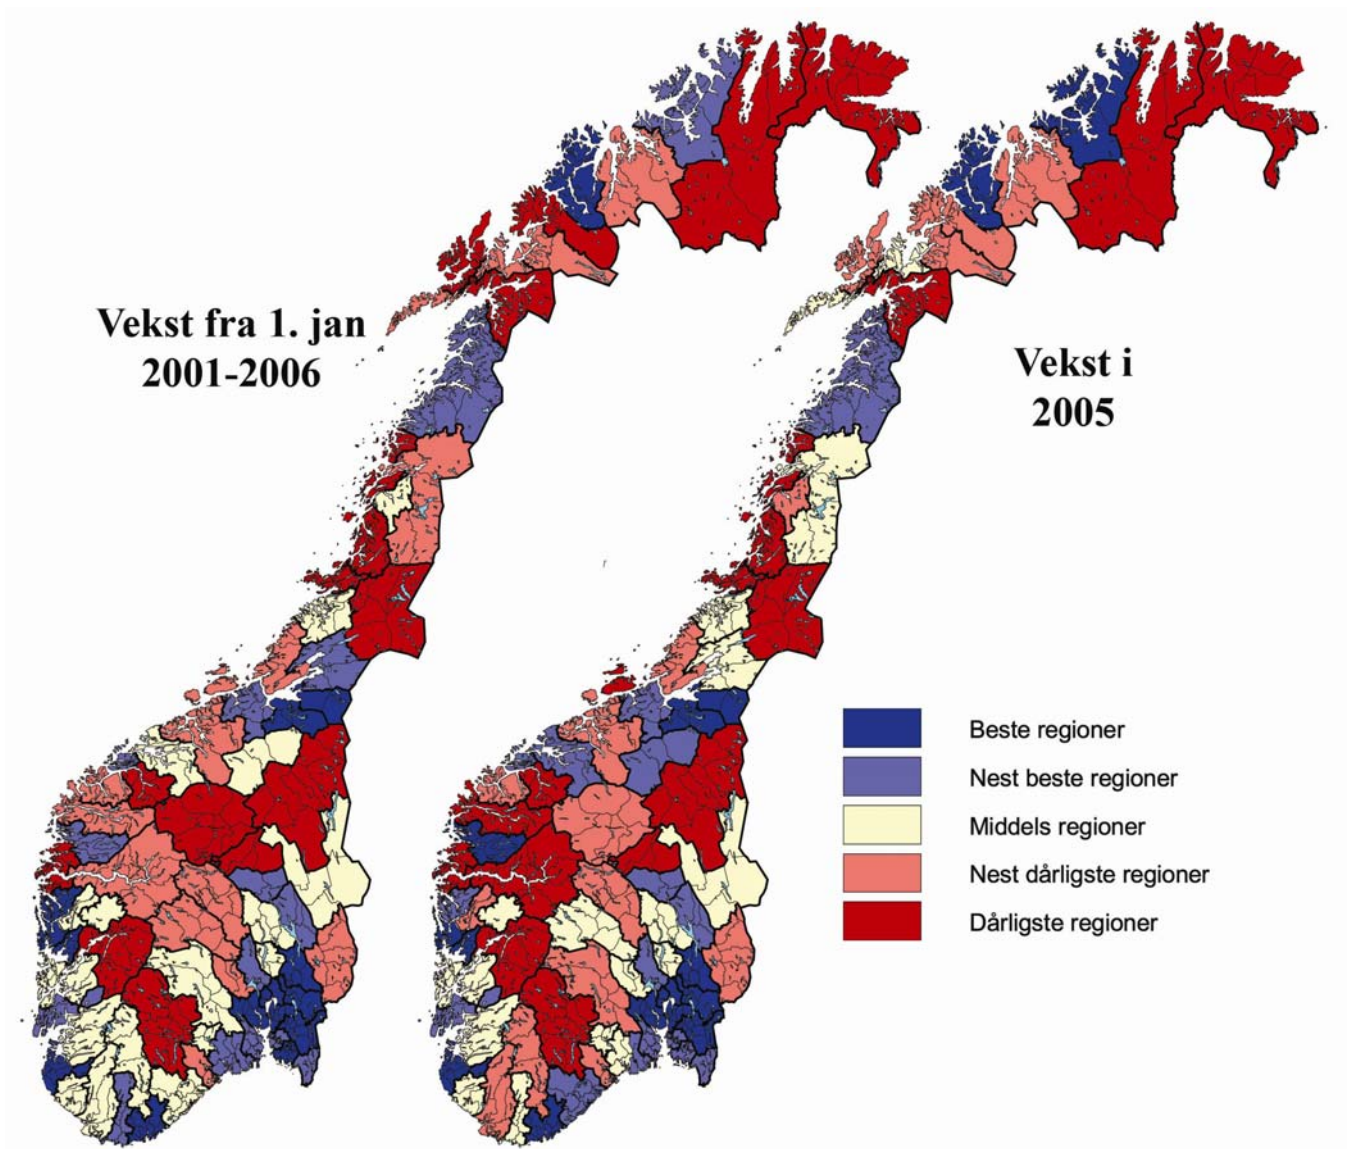 Vekst fra 1. jan
2001-2006
Vekst i
2005
Beste regioner
Nest beste regioner
Middels regioner
Nest dårligste regioner
Dårligste regioner